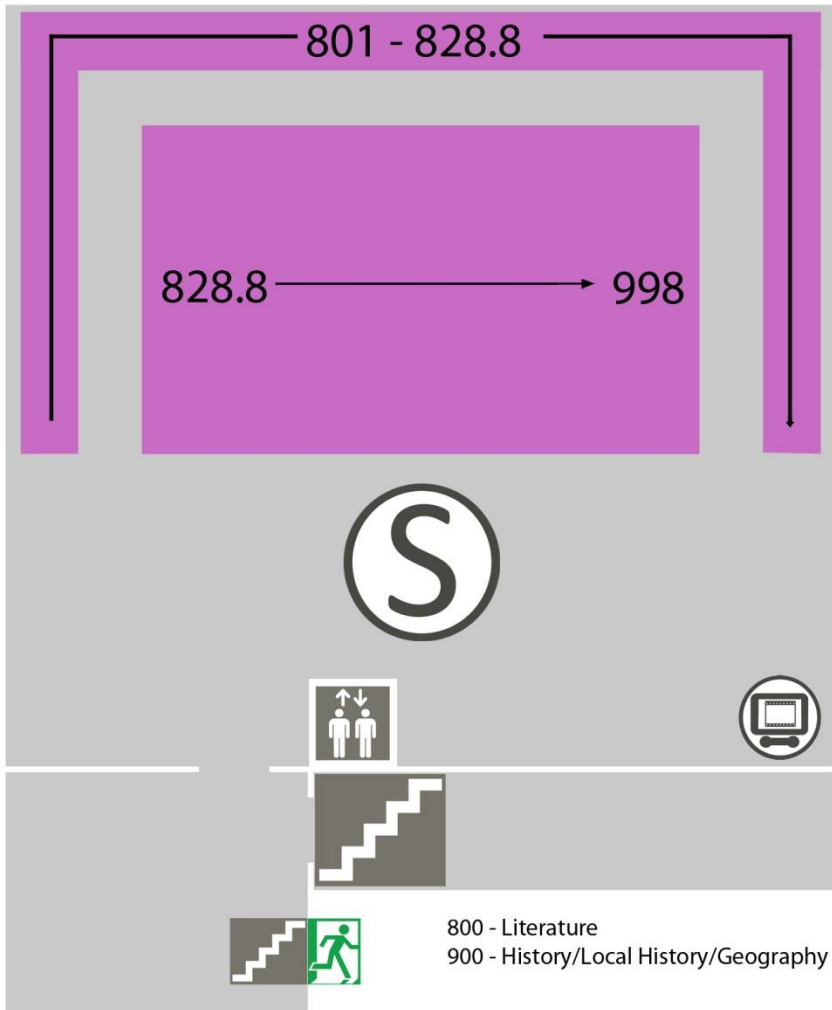 801 - 828.8
828.8 998
S
800 - Literature
900 - History/Local History/Geography